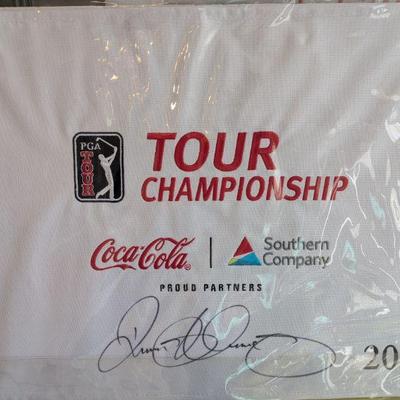 PGA
TOUR
TOUR
CHAMPIONSHIP
Coca-Cola
Southern
Company
PROUD PARTNERS
20